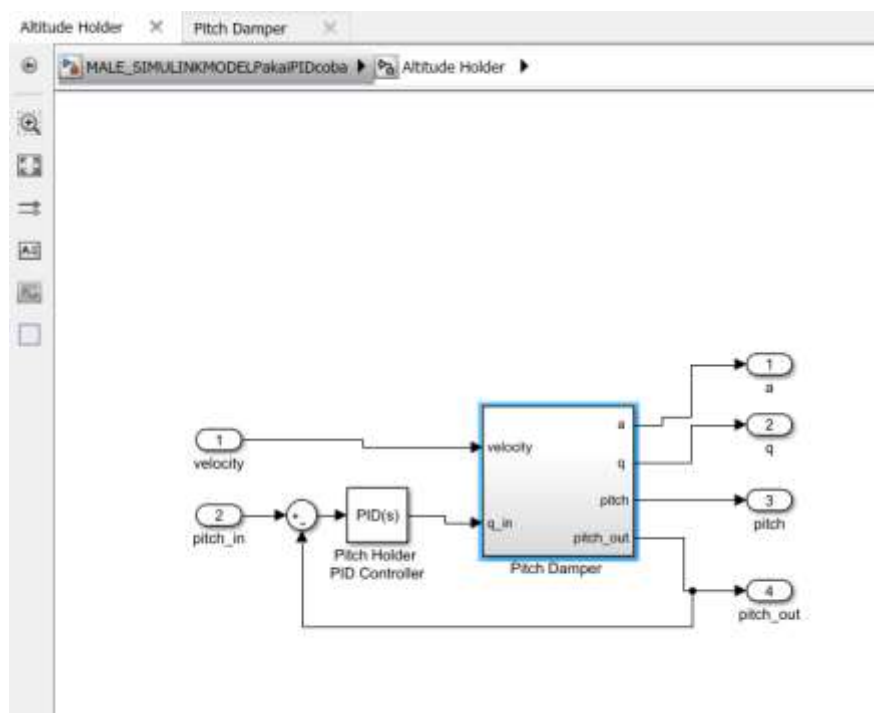 Altitude Holder
Pitch Damper
MALE_SIMULINKMODELPakaiPIDcoba
Altitude Holder
1
velocity
2
pitch_in
+
-
PID(s)
Pitch Holder
PID Controller
velocity
q_in
a
q
pitch
pitch_out
Pitch Damper
1
a
2
q
3
pitch
4
pitch_out